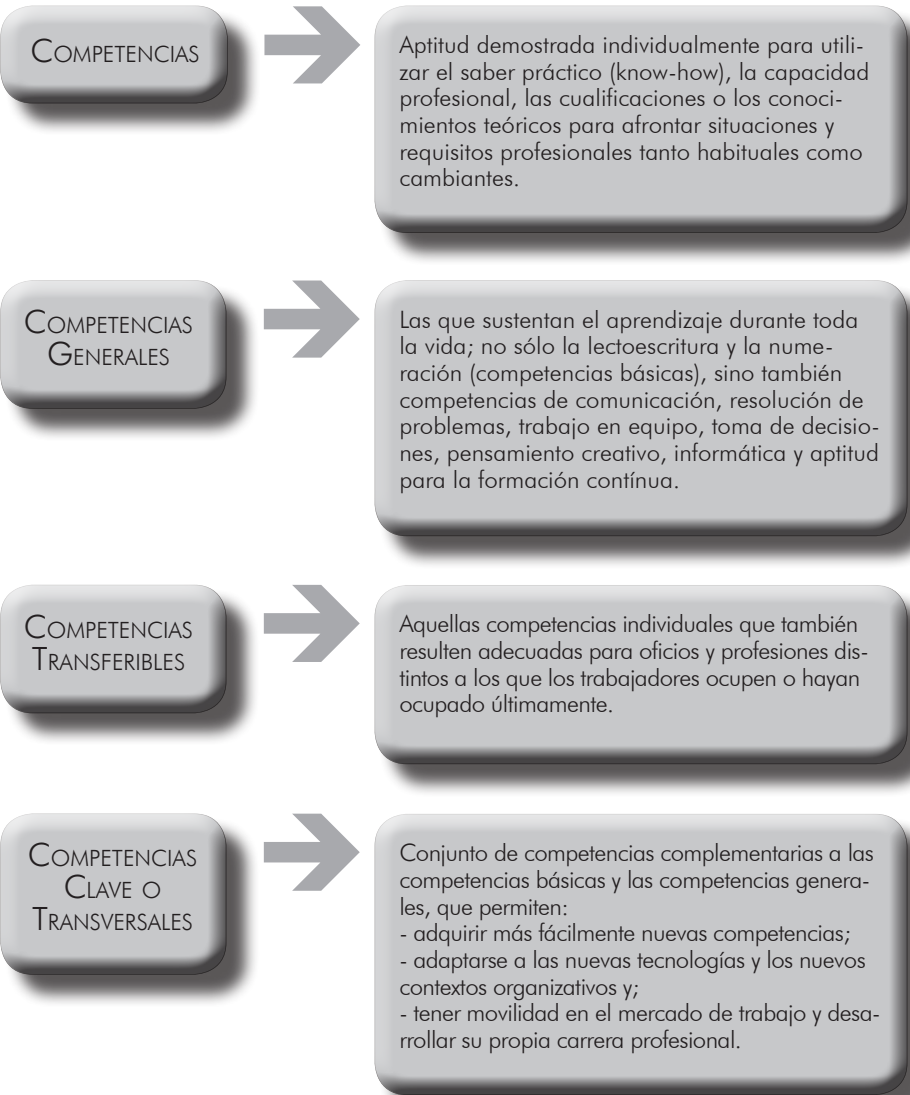 COMPETENCIAS
Aptitud demostrada individualmente para utili-
zar el saber práctico (know-how), la capacidad
profesional, las cualificaciones o los conoci-
mientos teóricos para afrontar situaciones y
requisitos profesionales tanto habituales como
cambiantes.
COMPETENCIAS
GENERALES
Las que sustentan el aprendizaje durante toda
la vida; no sólo la lectoescritura y la nume-
ración (competencias básicas), sino también
competencias de comunicación, resolución de
problemas, trabajo en equipo, toma de decisio-
nes, pensamiento creativo, informática y aptitud
para la formación contínua.
COMPETENCIAS
TRANSFERIBLES
Aquellas competencias individuales que también
resulten adecuadas para oficios y profesiones dis-
tintos a los que los trabajadores ocupen o hayan
ocupado últimamente.
COMPETENCIAS
CLAVE O
TRANSVERSALES
Conjunto de competencias complementarias a las
competencias básicas y las competencias genera-
les, que permiten:
- adquirir más fácilmente nuevas competencias;
- adaptarse a las nuevas tecnologías y los nuevos
contextos organizativos y;
- tener movilidad en el mercado de trabajo y desa-
rrollar su propia carrera profesional.